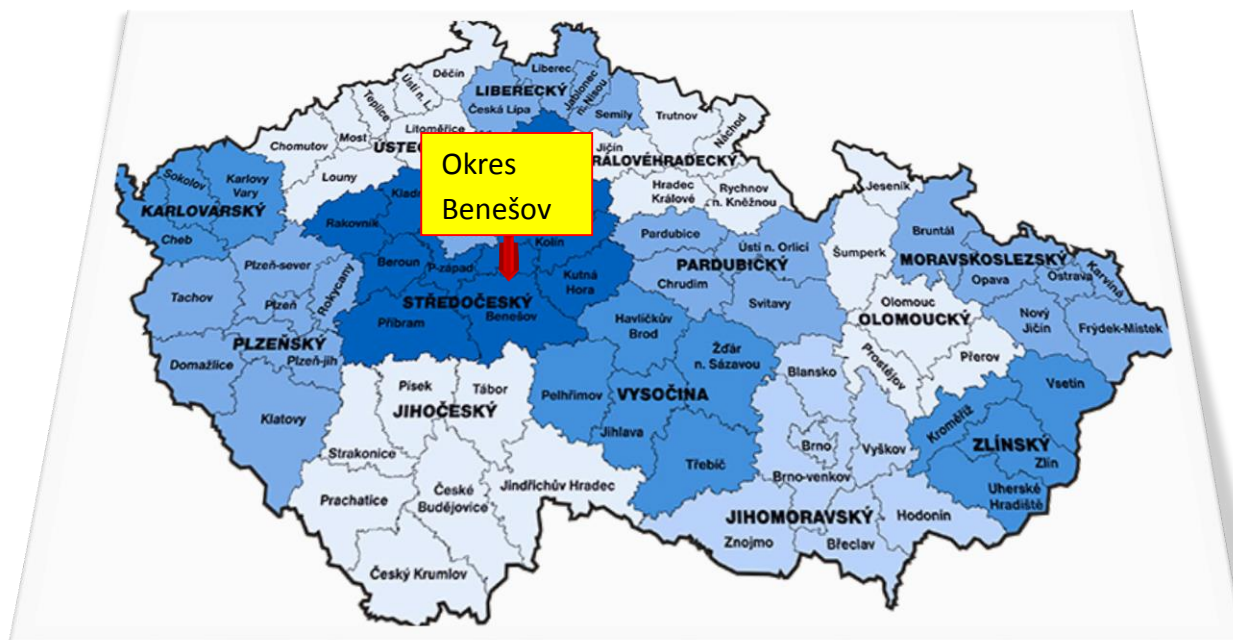 Děčín
Liberec
LIBERECKÝ
Jablonec
n. Nisou
Česká Lípa
Semily
Ústí n. L.
Teplice
Most
Litoměřice
Chomutov
Louny
Trutnov
Náchod
Jičín
Hradec
Králové
Rychnov
n. Kněžnou
Okres
Benešov
Sokolov
Karlovy
Vary
KARLOVARSKÝ
Cheb
Rakovník
Kolín
Beroun
P-západ
Kutná
Hora
STŘEDOČESKÝ
Benešov
Příbram
Pardubice
Ústí n. Orlicí
PARDUBICKÝ
Chrudim
Svitavy
Jeseník
Šumperk
Bruntál
MORAVSKOSLEZSKÝ
Opava
Ostrava
Karviná
Nový
Jičín
Frýdek-Místek
Olomouc
OLOMOUCKÝ
Prostějov
Přerov
Plzeň-sever
Tachov
Plzeň
Rokycany
PLZEŇSKÝ
Domažlice
Plzeň-jih
Klatovy
Havlíčkův
Brod
Žďár
n. Sázavou
Pelhřimov
VYSOČINA
Jihlava
Třebíč
Písek
Tábor
JIHOČESKÝ
Strakonice
Prachatice
České
Budějovice
Jindřichův Hradec
Český Krumlov
Blansko
Brno
Vyškov
Brno-venkov
JIHOMORAVSKÝ
Hodonín
Znojmo
Břeclav
Vsetín
Kroměříž
ZLÍNSKÝ
Zlín
Uherské
Hradiště